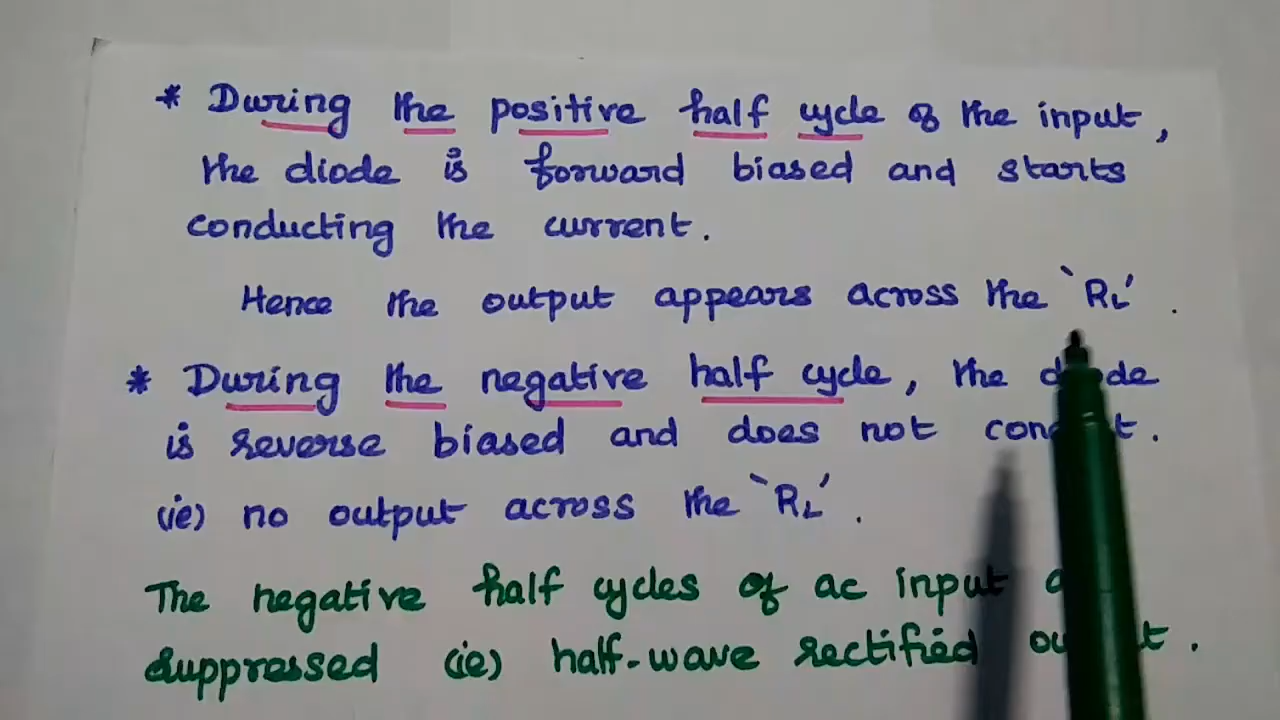 * During the positive half cycle of the input,
the diode is forward biased and starts
conducting the current.
Hence the output appears across the `RL'.
* During the negative half cycle, the
is reverse biased and does not
(ie) no output across the `RL'.
The negative half cycles of ac input
suppressed (ie) half-wave rectified